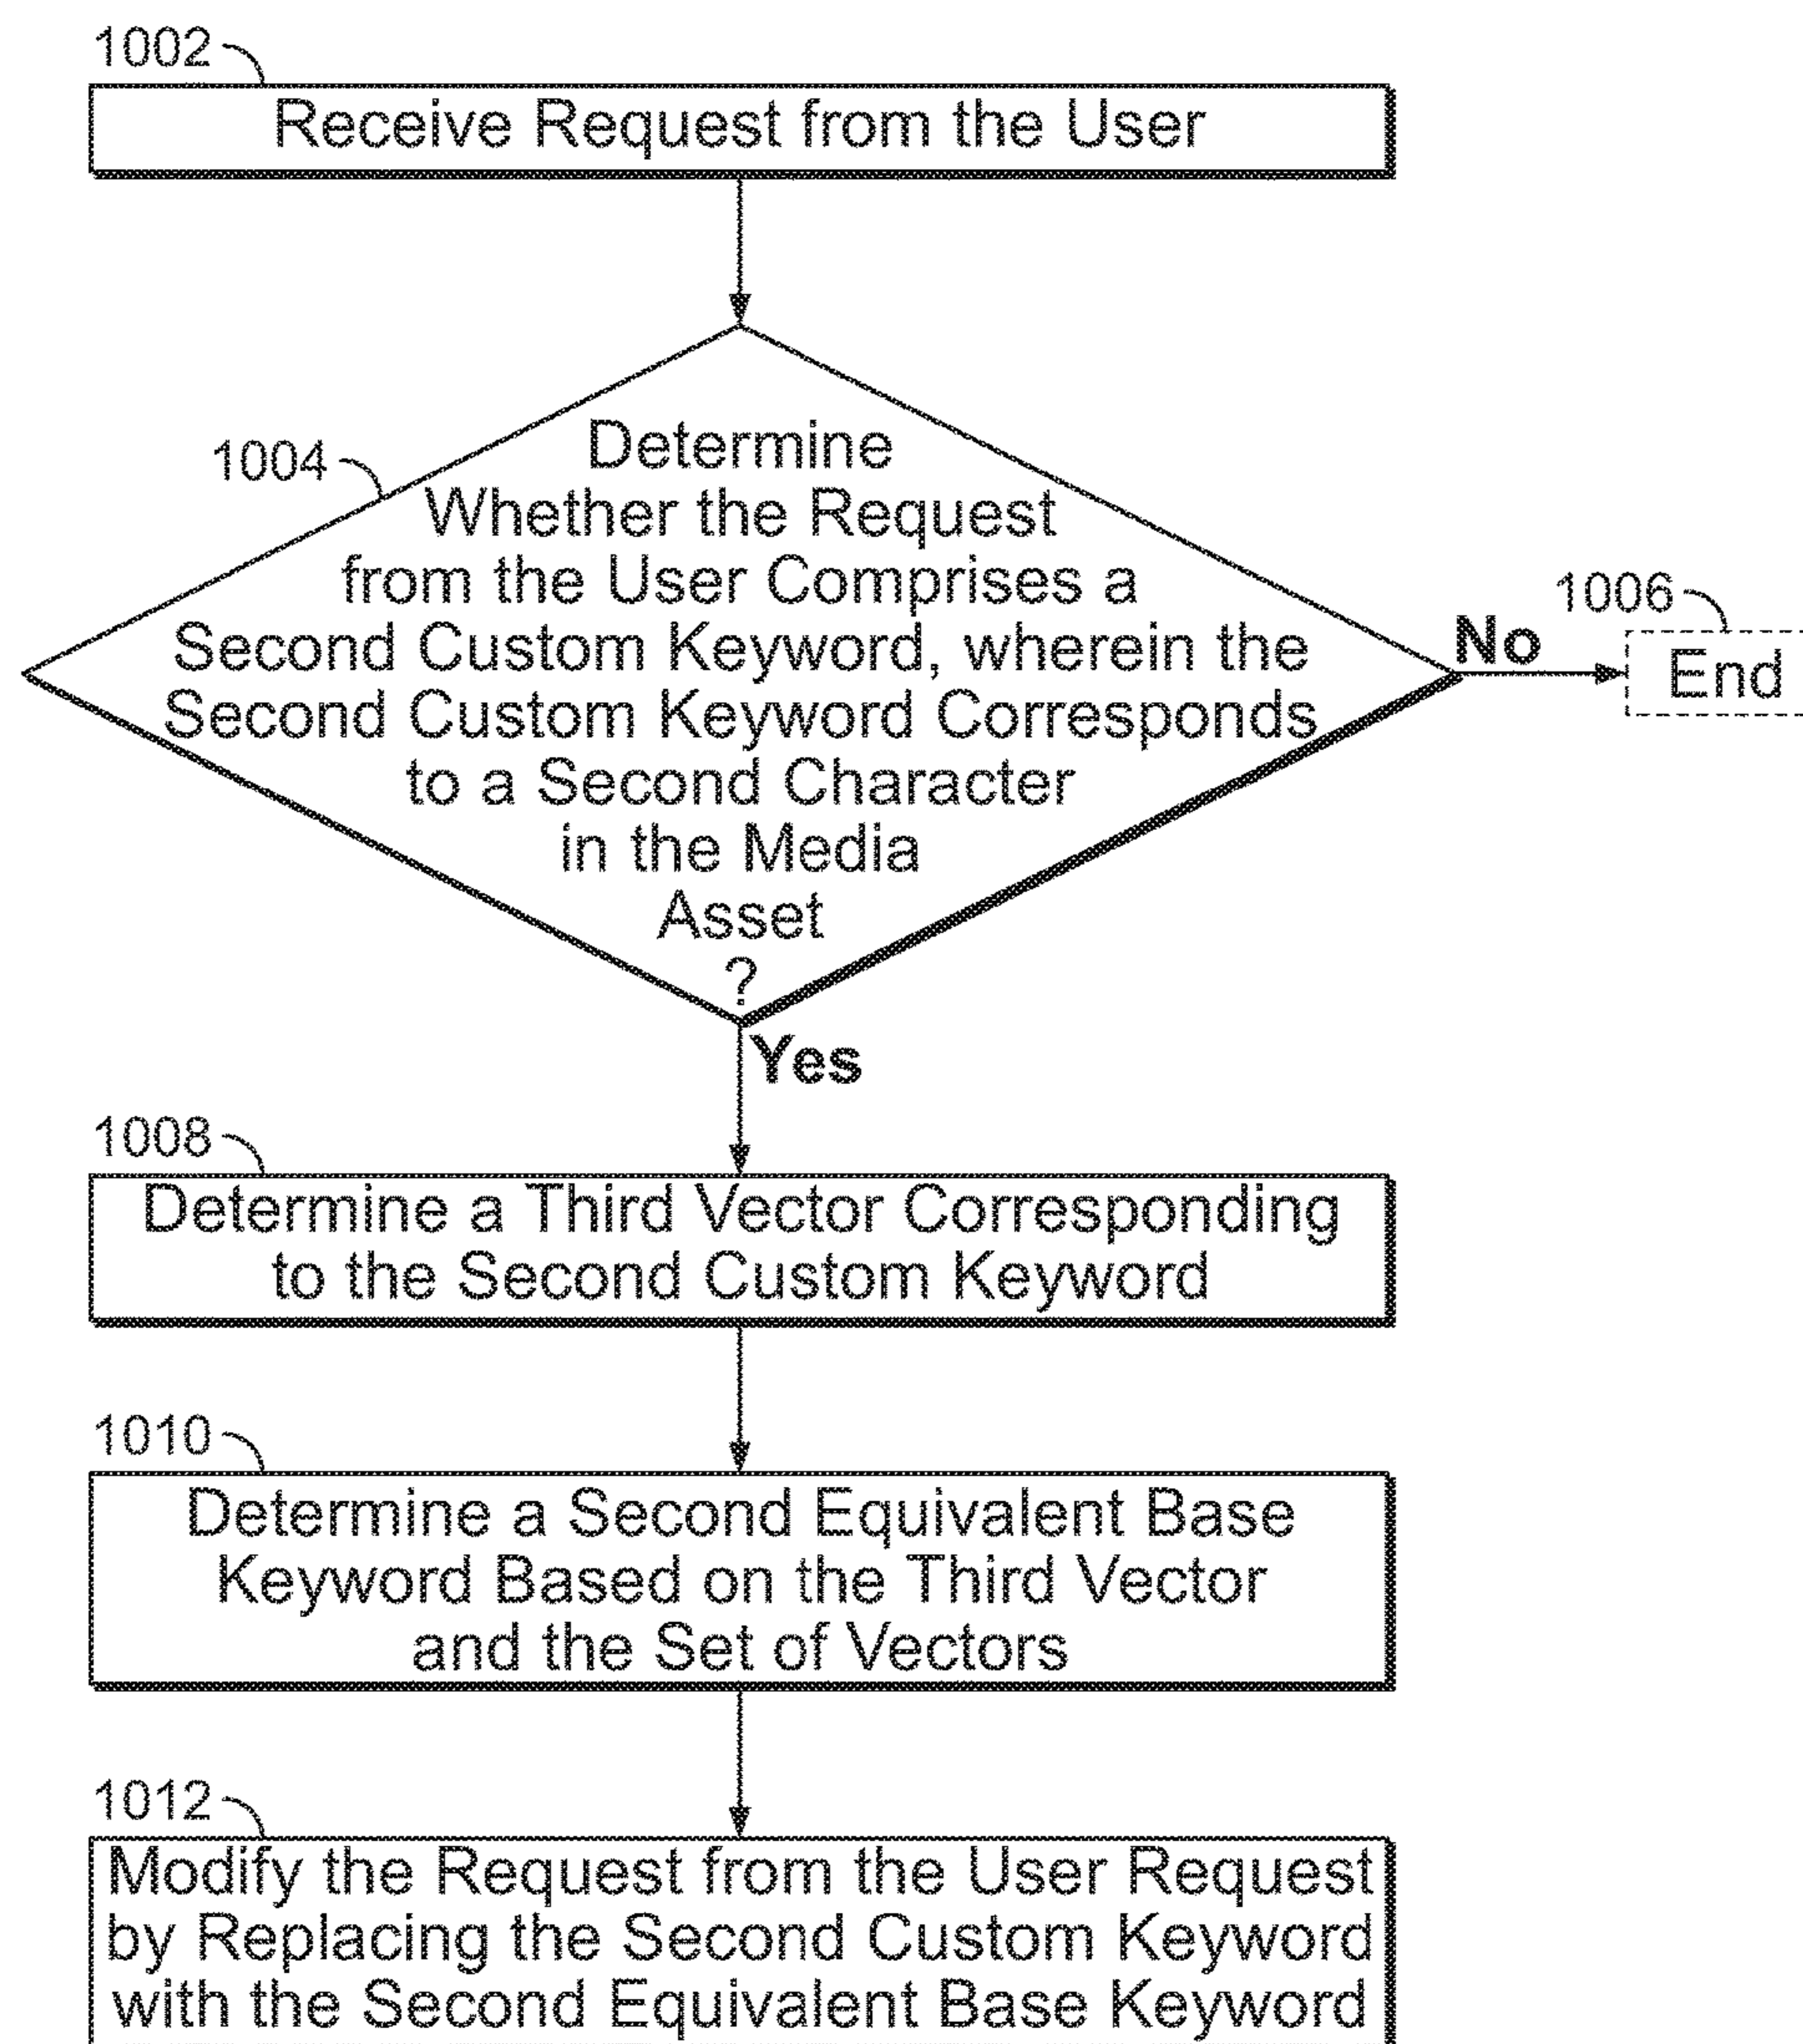 1002
Receive Request from the User
1004
Determine
Whether the Request
from the User Comprises a
Second Custom Keyword, wherein the
Second Custom Keyword Corresponds
to a Second Character
in the Media
Asset
?
No
1006
End
Yes
1008
Determine a Third Vector Corresponding
to the Second Custom Keyword
1010
Determine a Second Equivalent Base
Keyword Based on the Third Vector
and the Set of Vectors
1012
Modify the Request from the User Request
by Replacing the Second Custom Keyword
with the Second Equivalent Base Keyword